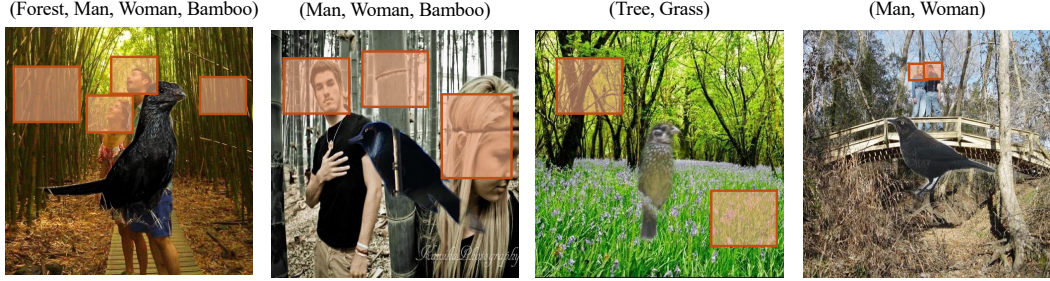 (Forest, Man, Woman, Bamboo)
(Man, Woman, Bamboo)
(Tree, Grass)
(Man, Woman)